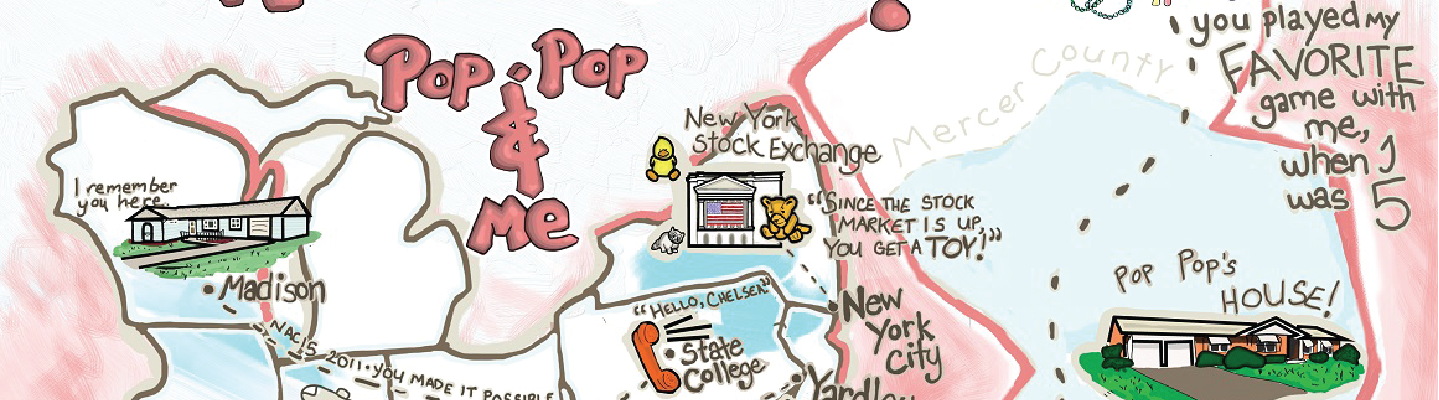 Pop Pop
&
Me
I remember
you here..
Madison
NACIS 2011. YOU MADE IT POSSIBLE
New York
Stock Exchange
"SINCE THE STOCK
MARKET IS UP,
YOU GET A TOY!"
"HELLO, CHELSEA"
State
College
New
York
City
Yardley
Mercer County
you played my
FAVORITE
game with
me,
when I
was 5
Pop Pop's
HOUSE!